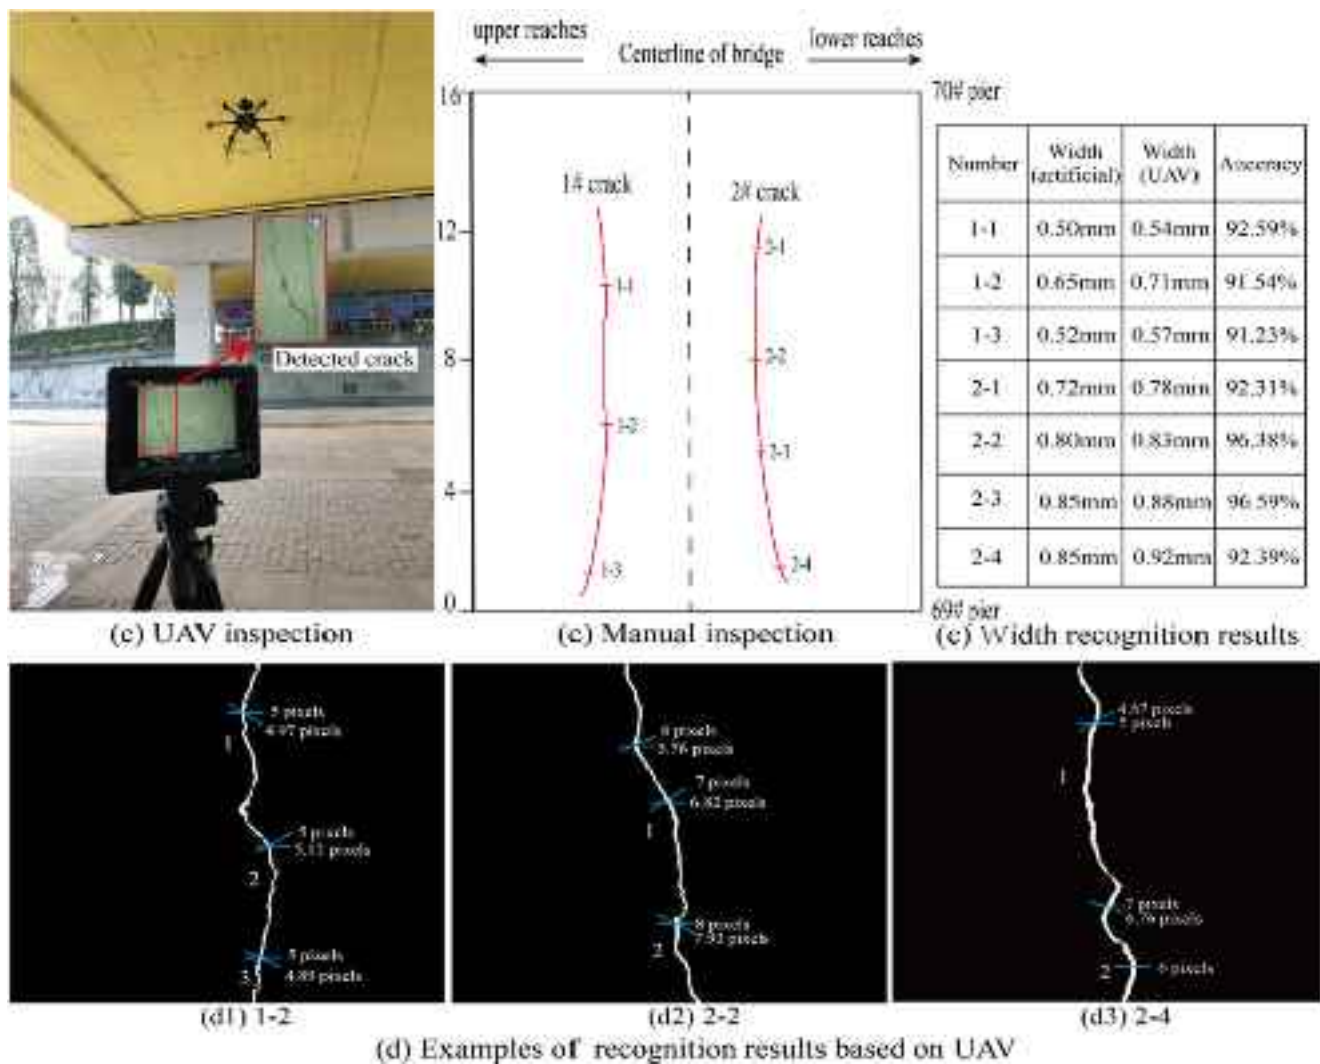 upper reaches
Centerline of bridge
lower reaches
16
12
8
4
0
70# pier
69# pier
1# crack
2# crack
1-1
1-2
1-3
2-1
2-2
2-3
2-4
Detected crack
Number Width (artificial) Width (UAV) Accuracy
1-1 0.50mm 0.54mm 92.59%
1-2 0.65mm 0.71mm 91.54%
1-3 0.52mm 0.57mm 91.23%
2-1 0.72mm 0.78mm 92.31%
2-2 0.80mm 0.83mm 96.38%
2-3 0.85mm 0.88mm 96.59%
2-4 0.85mm 0.92mm 92.39%
(c) UAV inspection
(c) Manual inspection
(c) Width recognition results
5 pixels
4.97 pixels
1
5 pixels
5.11 pixels
2
5 pixels
4.89 pixels
3
6 pixels
5.76 pixels
7 pixels
6.82 pixels
1
8 pixels
7.92 pixels
2
4.67 pixels
5 pixels
1
7 pixels
6.76 pixels
2
6 pixels
(d1) 1-2
(d2) 2-2
(d3) 2-4
(d) Examples of recognition results based on UAV